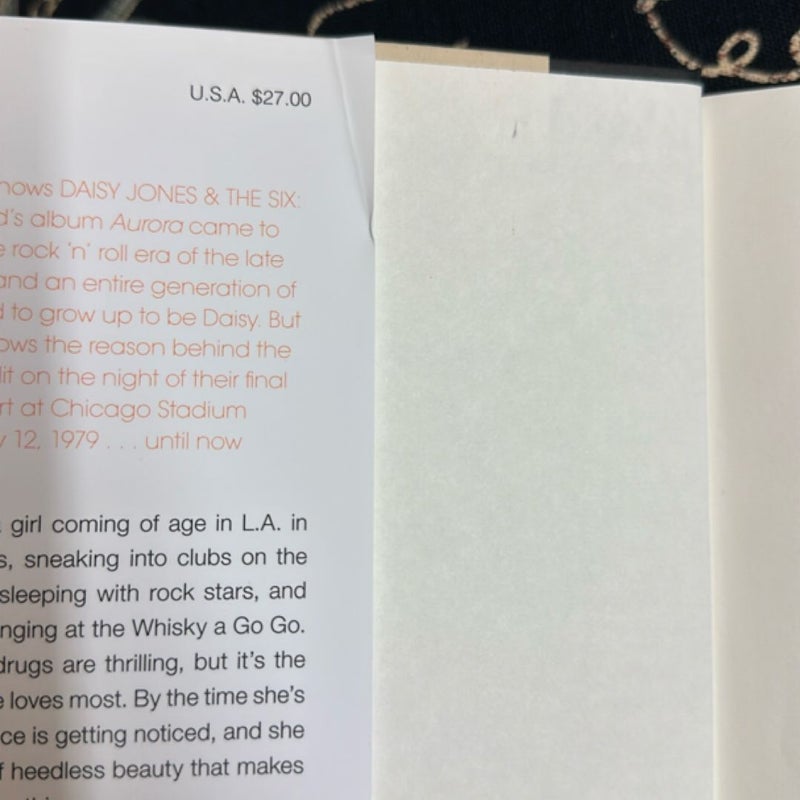 U.S.A. $27.00
nows DAISY JONES & THE SIX:
d's album Aurora came to
e rock 'n' roll era of the late
and an entire generation of
d to grow up to be Daisy. But
ows the reason behind the
lit on the night of their final
rt at Chicago Stadium
y 12, 1979 . . . until now
girl coming of age in L.A. in
s, sneaking into clubs on the
sleeping with rock stars, and
nging at the Whisky a Go Go.
drugs are thrilling, but it's the
e loves most. By the time she's
ce is getting noticed, and she
f heedless beauty that makes